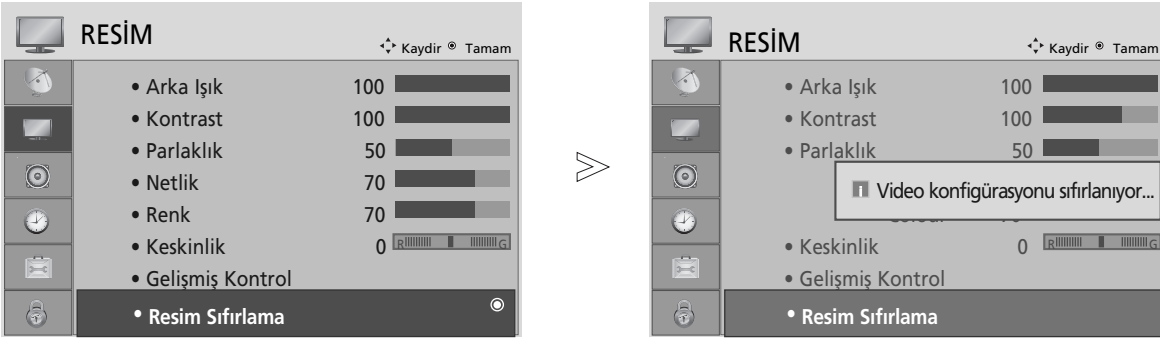 RESİM
Kaydir Tamam
• Arka Işık 100
• Kontrast 100
• Parlaklık 50
• Netlik 70
• Renk 70
• Keskinlik 0 R G
• Gelişmiş Kontrol
• Resim Sıfırlama
RESİM
Kaydir Tamam
• Arka Işık 100
• Kontrast 100
• Parlaklık 50
Video konfigürasyonu sıfırlanıyor...
• Keskinlik 0 R G
• Gelişmiş Kontrol
• Resim Sıfırlama